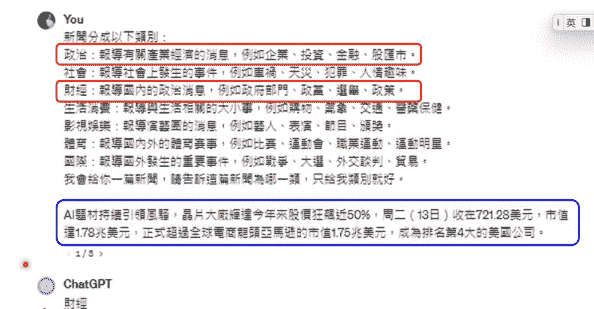 You
新聞分成以下類別：
政治：報導有關產業經濟的消息，例如企業、投資、金融、股匯市。
社會：報導社會上發生的事件，例如車禍、天災、犯罪、人情趣味。
財經：報導國內的政治消息，例如政府部門、政黨、選舉、政策。
生活消費：報導與生活相關的大小事，例如購物、氣象、交通、醫藥保健。
影視娛樂：報導演藝圈的消息，例如藝人、表演、節目、頒獎。
體育：報導國內外的體育賽事，例如比賽、運動會、職業運動、運動明星。
國際：報導國外發生的重要事件，例如戰爭、大選、外交談判、貿易。
我會給你一篇新聞，請告訴這篇新聞為哪一類，只給我類別就好。
AI題材持續引領風騷，晶片大廠輝達今年來股價狂飆近50%，周二（13日）收在721.28美元，市值
達1.78兆美元，正式超過全球電商龍頭亞馬遜的市值1.75兆美元，成為排名第4大的美國公司。
‹ 1/3 ›
ChatGPT
財經
英